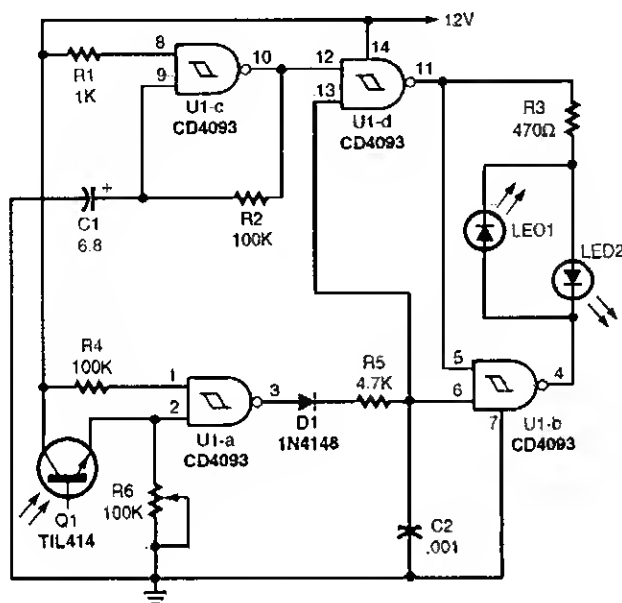 12V
8
10
12
14
11
9
13
R1
1K
U1-c
CD4093
U1-d
CD4093
R3
470Ω
C1
6.8
+
R2
100K
LEO1
LED2
R4
100K
1
2
3
U1-a
CD4093
D1
1N4148
R5
4.7K
5
6
4
7
U1-b
CD4093
Q1
TIL414
R6
100K
C2
.001